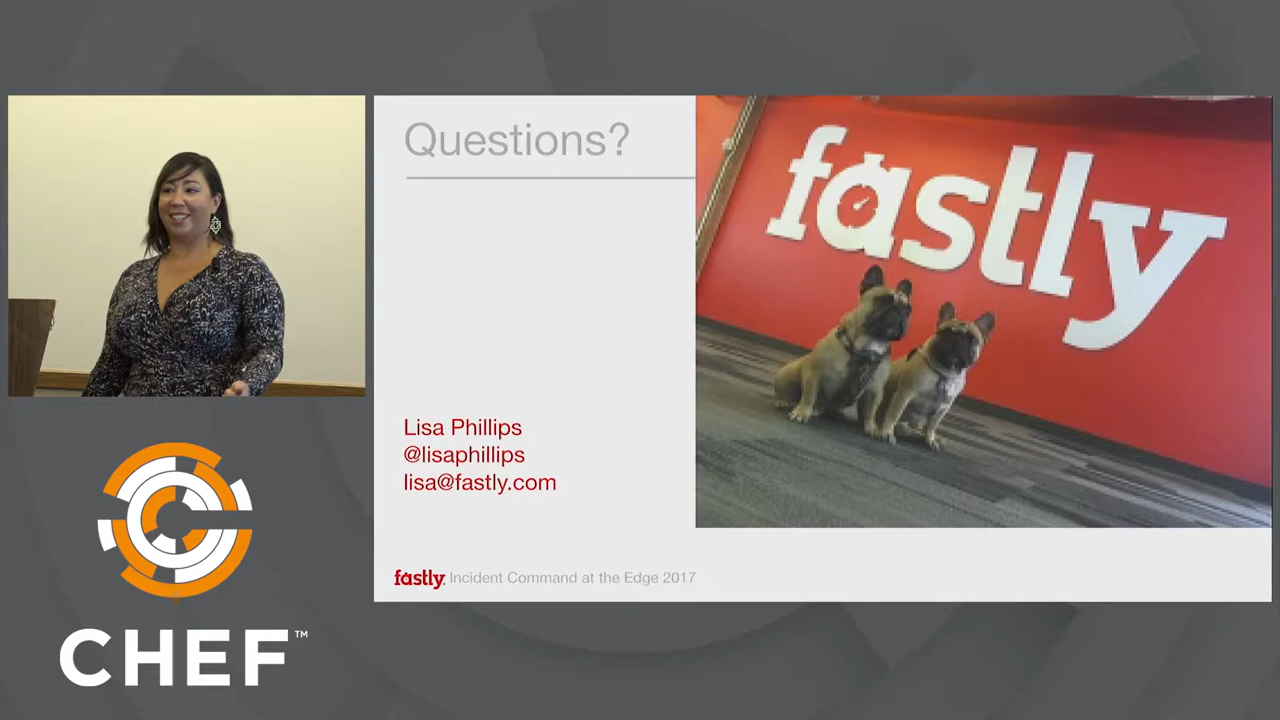 Questions?
fastly
Lisa Phillips
@lisaphillips
lisa@fastly.com
fastly. Incident Command at the Edge 2017
CHEF™